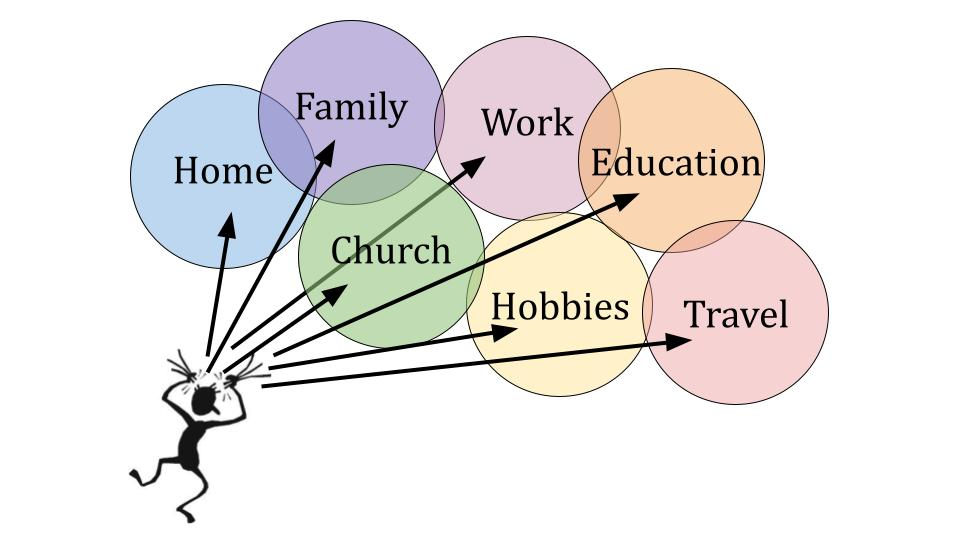 Family
Work
Education
Home
Church
Hobbies
Travel